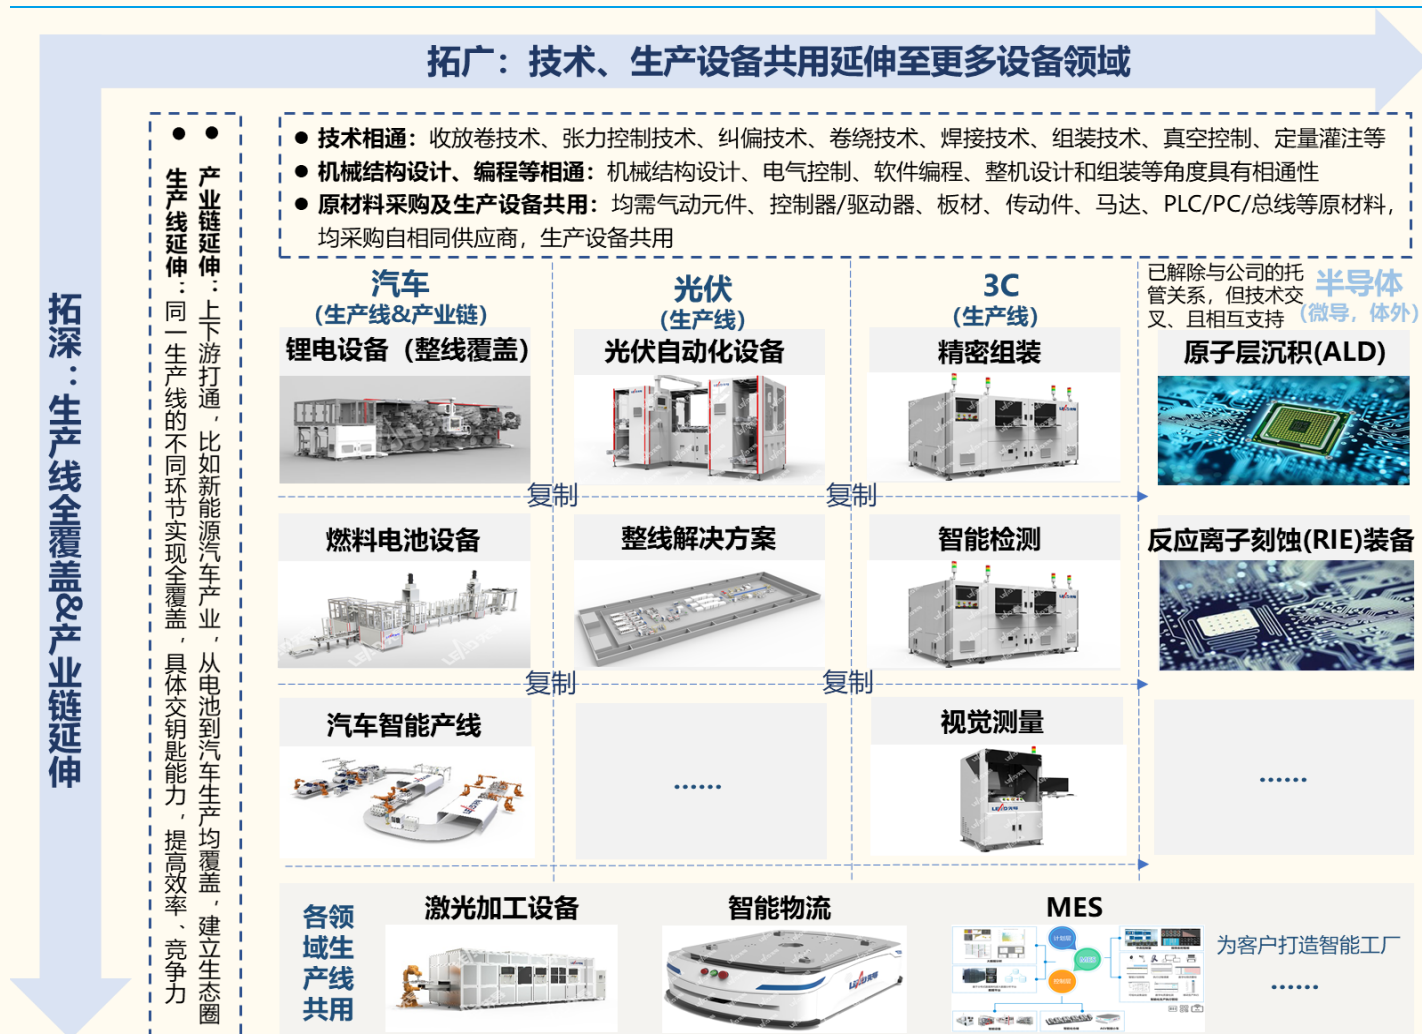 拓广：技术、生产设备共用延伸至更多设备领域
● 技术相通：收放卷技术、张力控制技术、纠偏技术、卷绕技术、焊接技术、组装技术、真空控制、定量灌注等
● 机械结构设计、编程等相通：机械结构设计、电气控制、软件编程、整机设计和组装等角度具有相通性
● 原材料采购及生产设备共用：均需气动元件、控制器/驱动器、板材、传动件、马达、PLC/PC/总线等原材料，
均采购自相同供应商，生产设备共用
拓深：生产线全覆盖&产业链延伸
● 产业链延伸：上下游打通，比如新能源汽车产业，从电池到汽车生产均覆盖，建立生态圈
● 生产线延伸：同一生产线的不同环节实现全覆盖，具体交钥匙能力，提高效率、竞争力
汽车
（生产线&产业链）
光伏
（生产线）
3C
（生产线）
已解除与公司的托
管关系，但技术交
叉、且相互支持
半导体
（微导，体外）
锂电设备（整线覆盖）
光伏自动化设备
精密组装
原子层沉积(ALD)
复制
复制
燃料电池设备
整线解决方案
智能检测
反应离子刻蚀(RIE)装备
复制
复制
汽车智能产线
......
视觉测量
......
各领
域生
产线
共用
激光加工设备
智能物流
MES
计划层
MES
控制层
为客户打造智能工厂
......